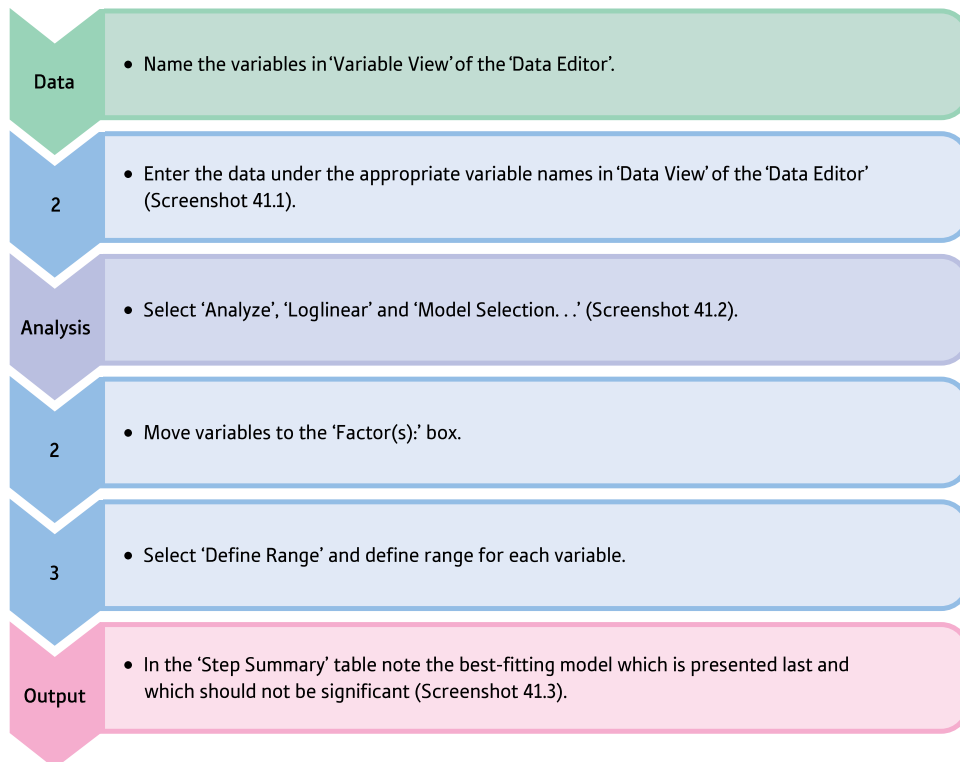 Data
• Name the variables in ‘Variable View’ of the ‘Data Editor’.
2
• Enter the data under the appropriate variable names in ‘Data View’ of the ‘Data Editor’
(Screenshot 41.1).
Analysis
• Select ‘Analyze’, ‘Loglinear’ and ‘Model Selection. . .’ (Screenshot 41.2).
2
• Move variables to the ‘Factor(s):’ box.
3
• Select ‘Define Range’ and define range for each variable.
Output
• In the ‘Step Summary’ table note the best-fitting model which is presented last and
which should not be significant (Screenshot 41.3).